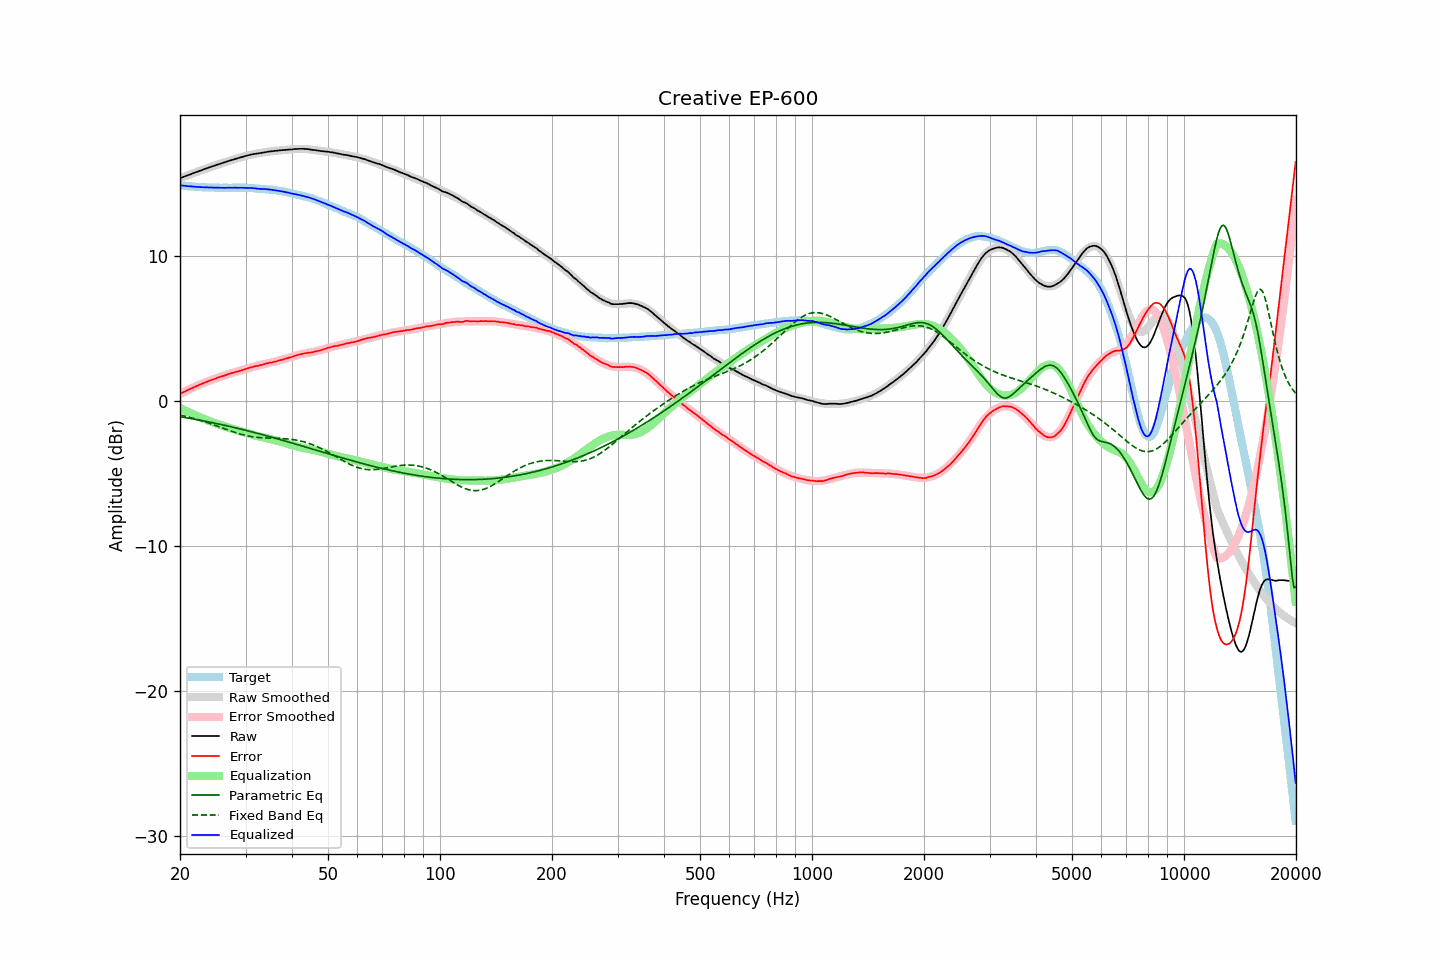 Creative EP-600
Amplitude (dBr)
10
0
−10
−20
−30
Target
Raw Smoothed
Error Smoothed
Raw
Error
Equalization
Parametric Eq
Fixed Band Eq
Equalized
20 50 100 200 500 1000 2000 5000 10000 20000
Frequency (Hz)